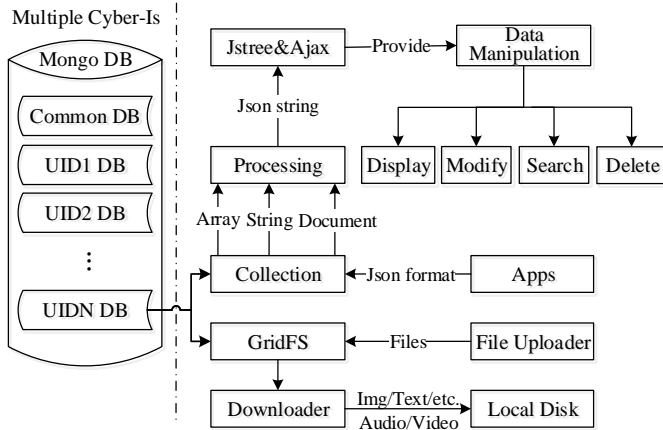 Multiple Cyber-Is
Mongo DB
Common DB
UID1 DB
UID2 DB
...
UIDN DB
Jstree&Ajax
Provide
Data
Manipulation
Json string
Processing
Display
Modify
Search
Delete
Array String Document
Collection
Json format
Apps
GridFS
Files
File Uploader
Downloader
Img/Text/etc.
Audio/Video
Local Disk